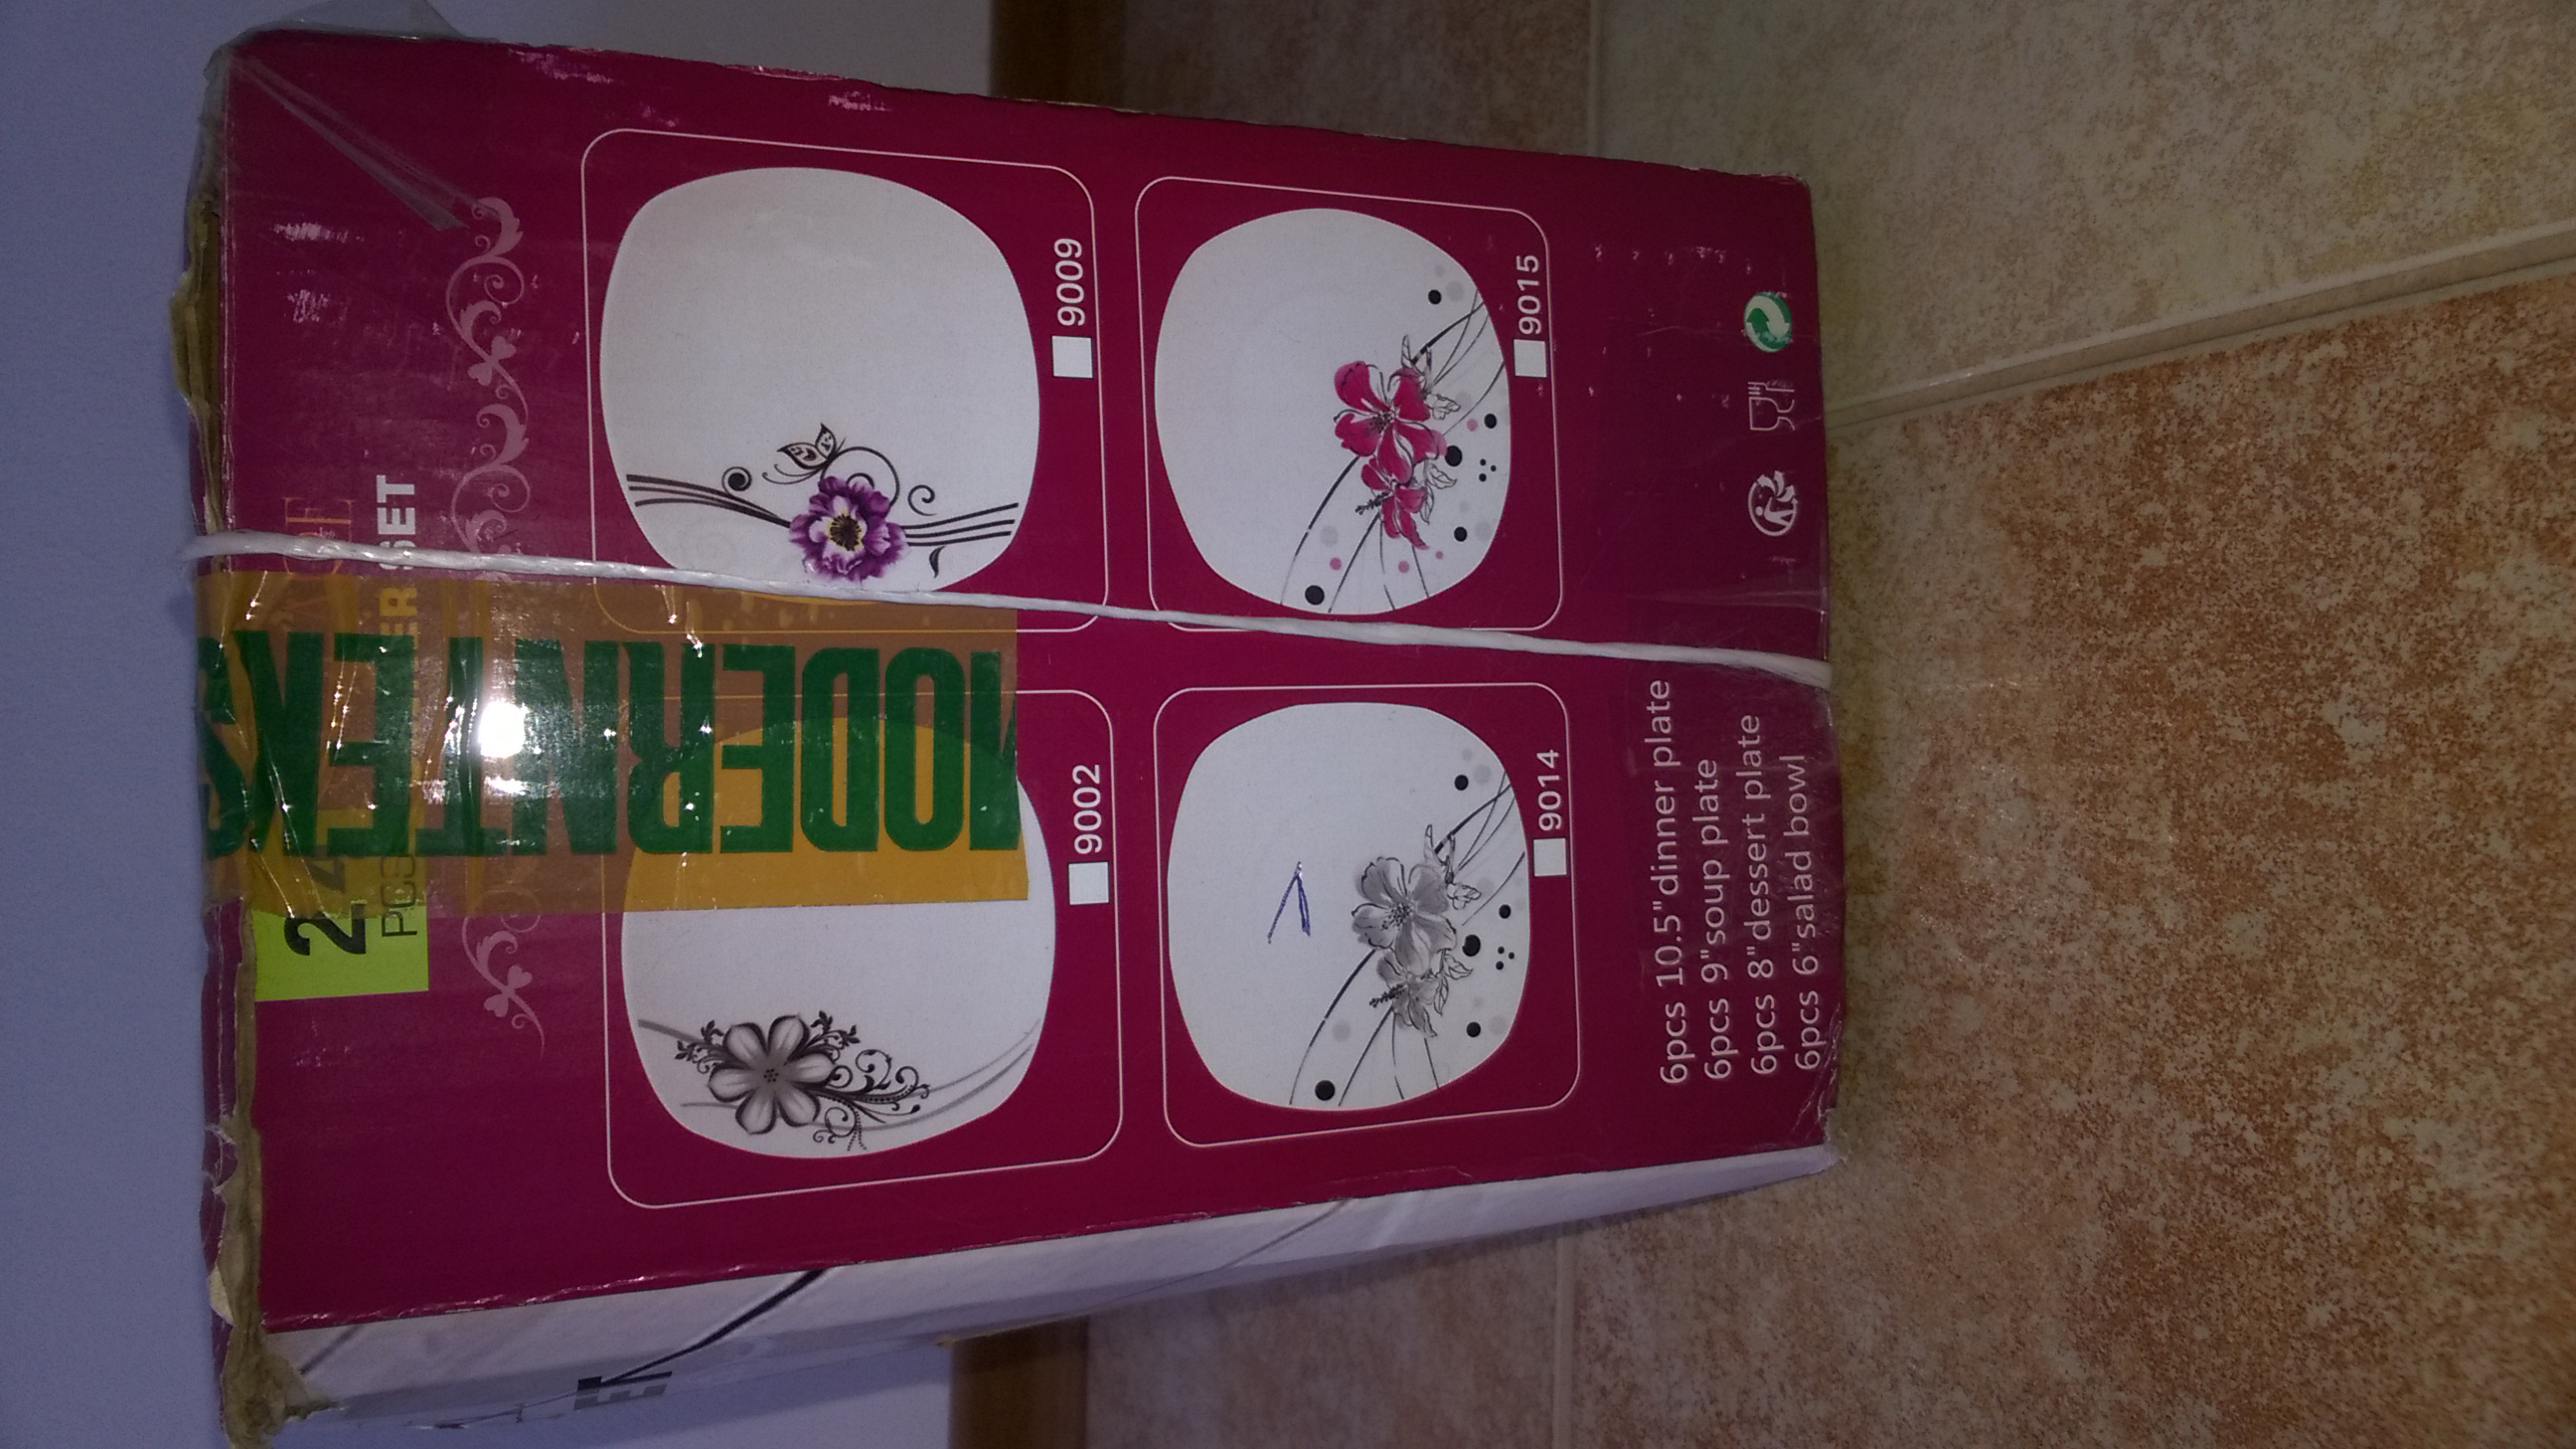 24
PCS
SET
MODERNTEKS
9002
9009
9014
9015
6pcs 10.5"dinner plate
6pcs 9"soup plate
6pcs 8"dessert plate
6pcs 6"salad bowl